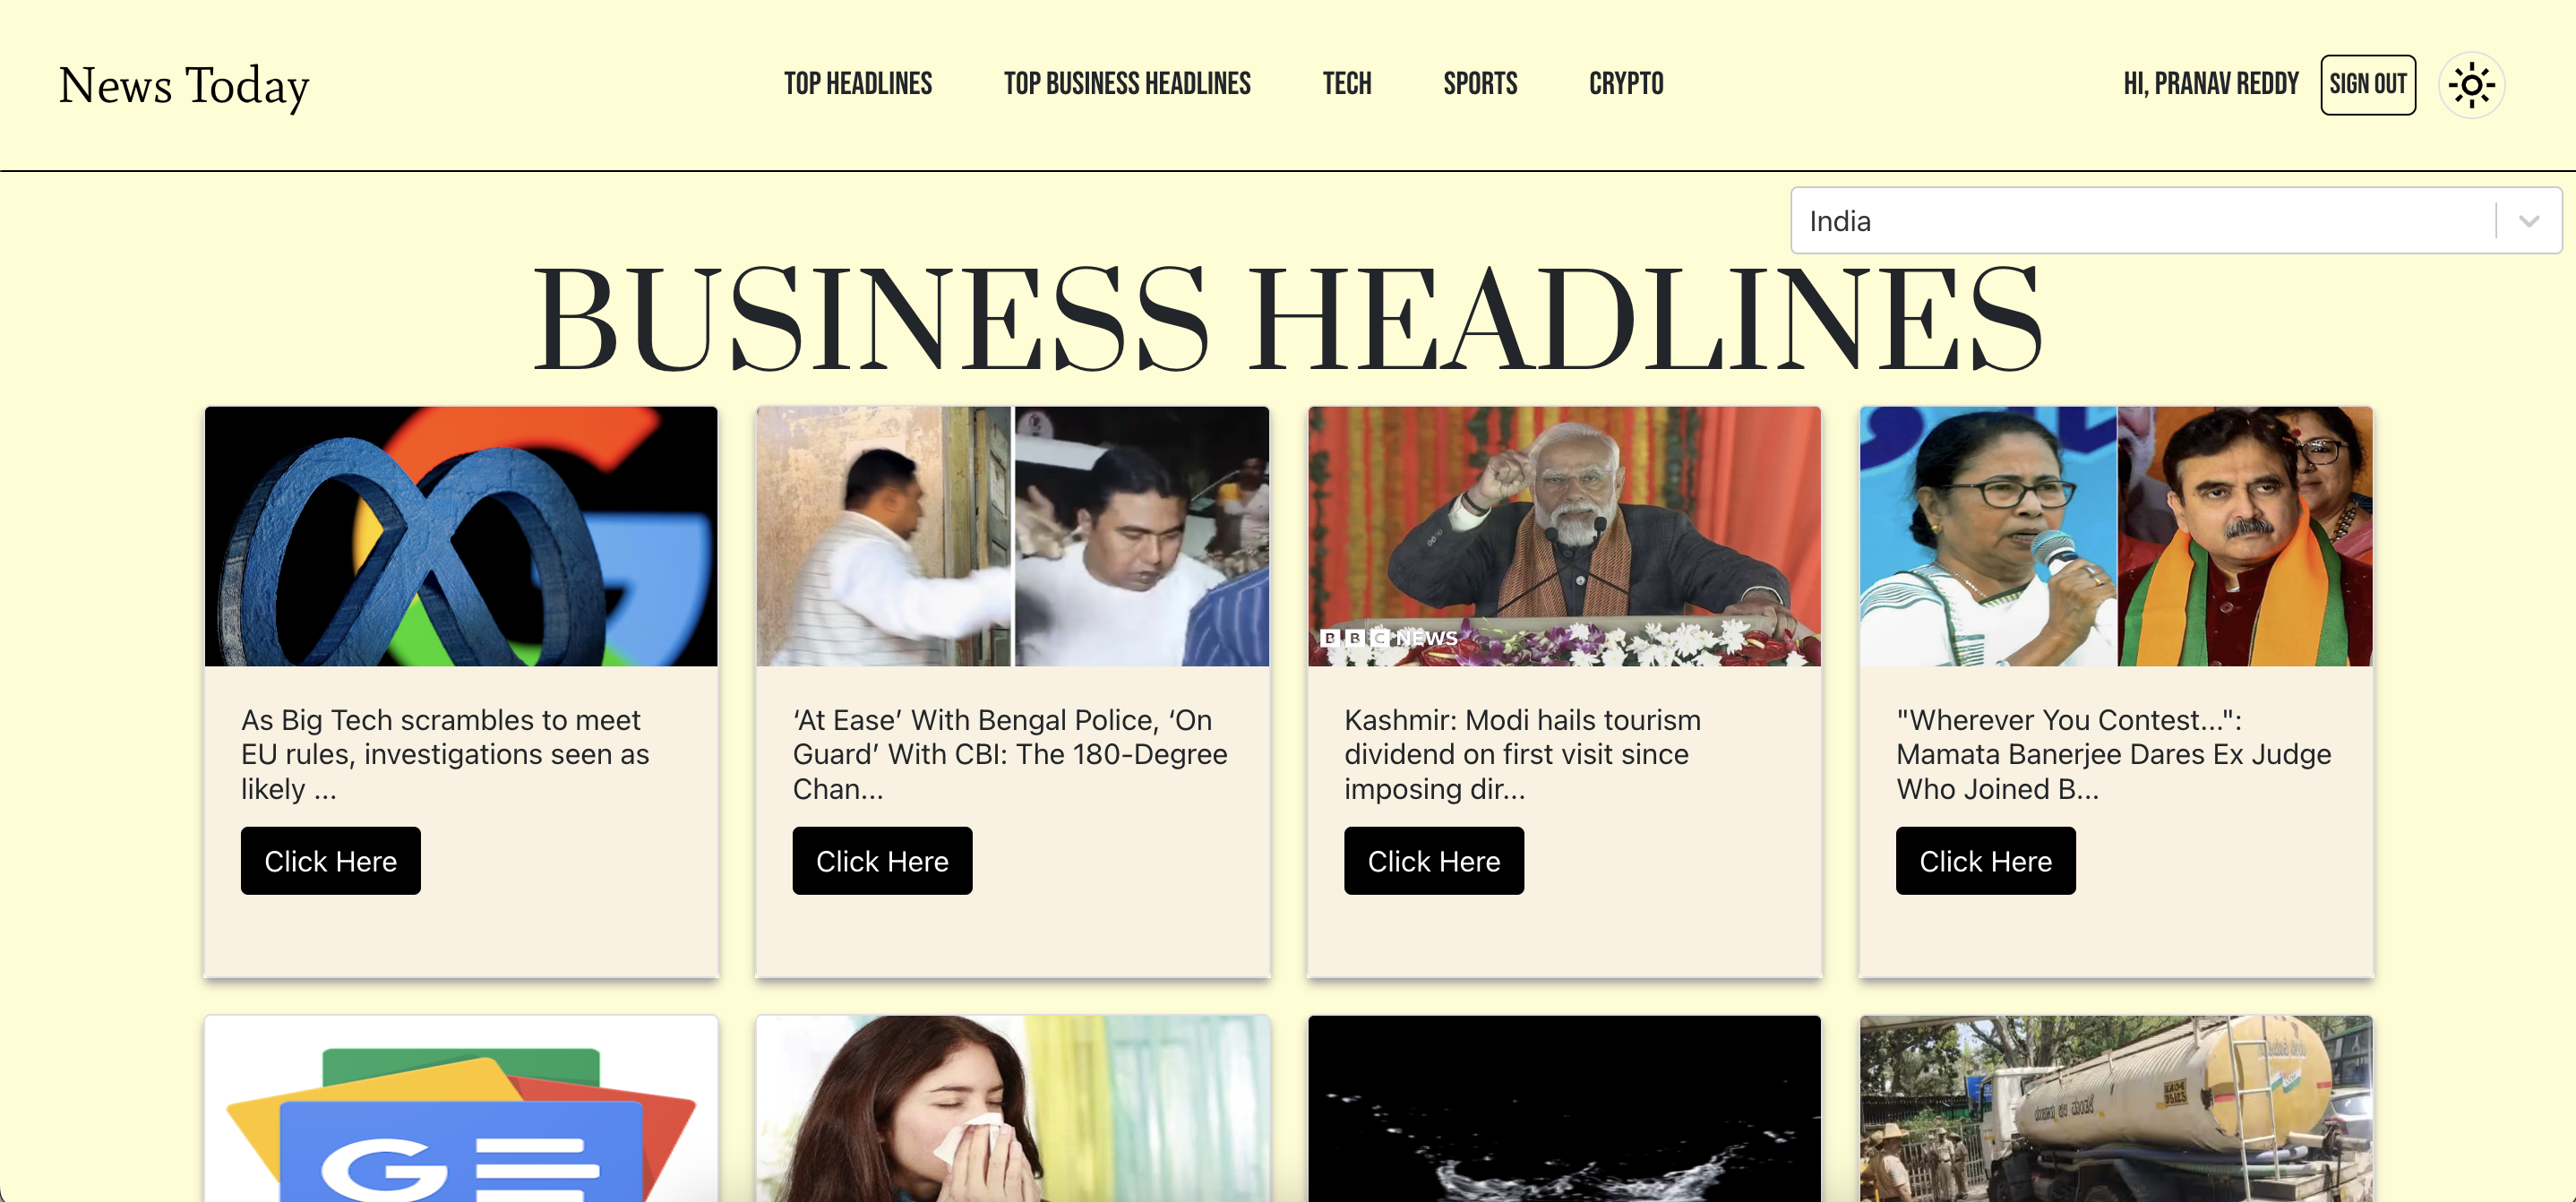 News Today
TOP HEADLINES
TOP BUSINESS HEADLINES
TECH
SPORTS
CRYPTO
HI, PRANAV REDDY
SIGN OUT
India
BUSINESS HEADLINES
BBC NEWS
As Big Tech scrambles to meet
EU rules, investigations seen as
likely ...
Click Here
‘At Ease’ With Bengal Police, ‘On
Guard’ With CBI: The 180-Degree
Chan...
Click Here
Kashmir: Modi hails tourism
dividend on first visit since
imposing dir...
Click Here
"Wherever You Contest...":
Mamata Banerjee Dares Ex Judge
Who Joined B...
Click Here
G